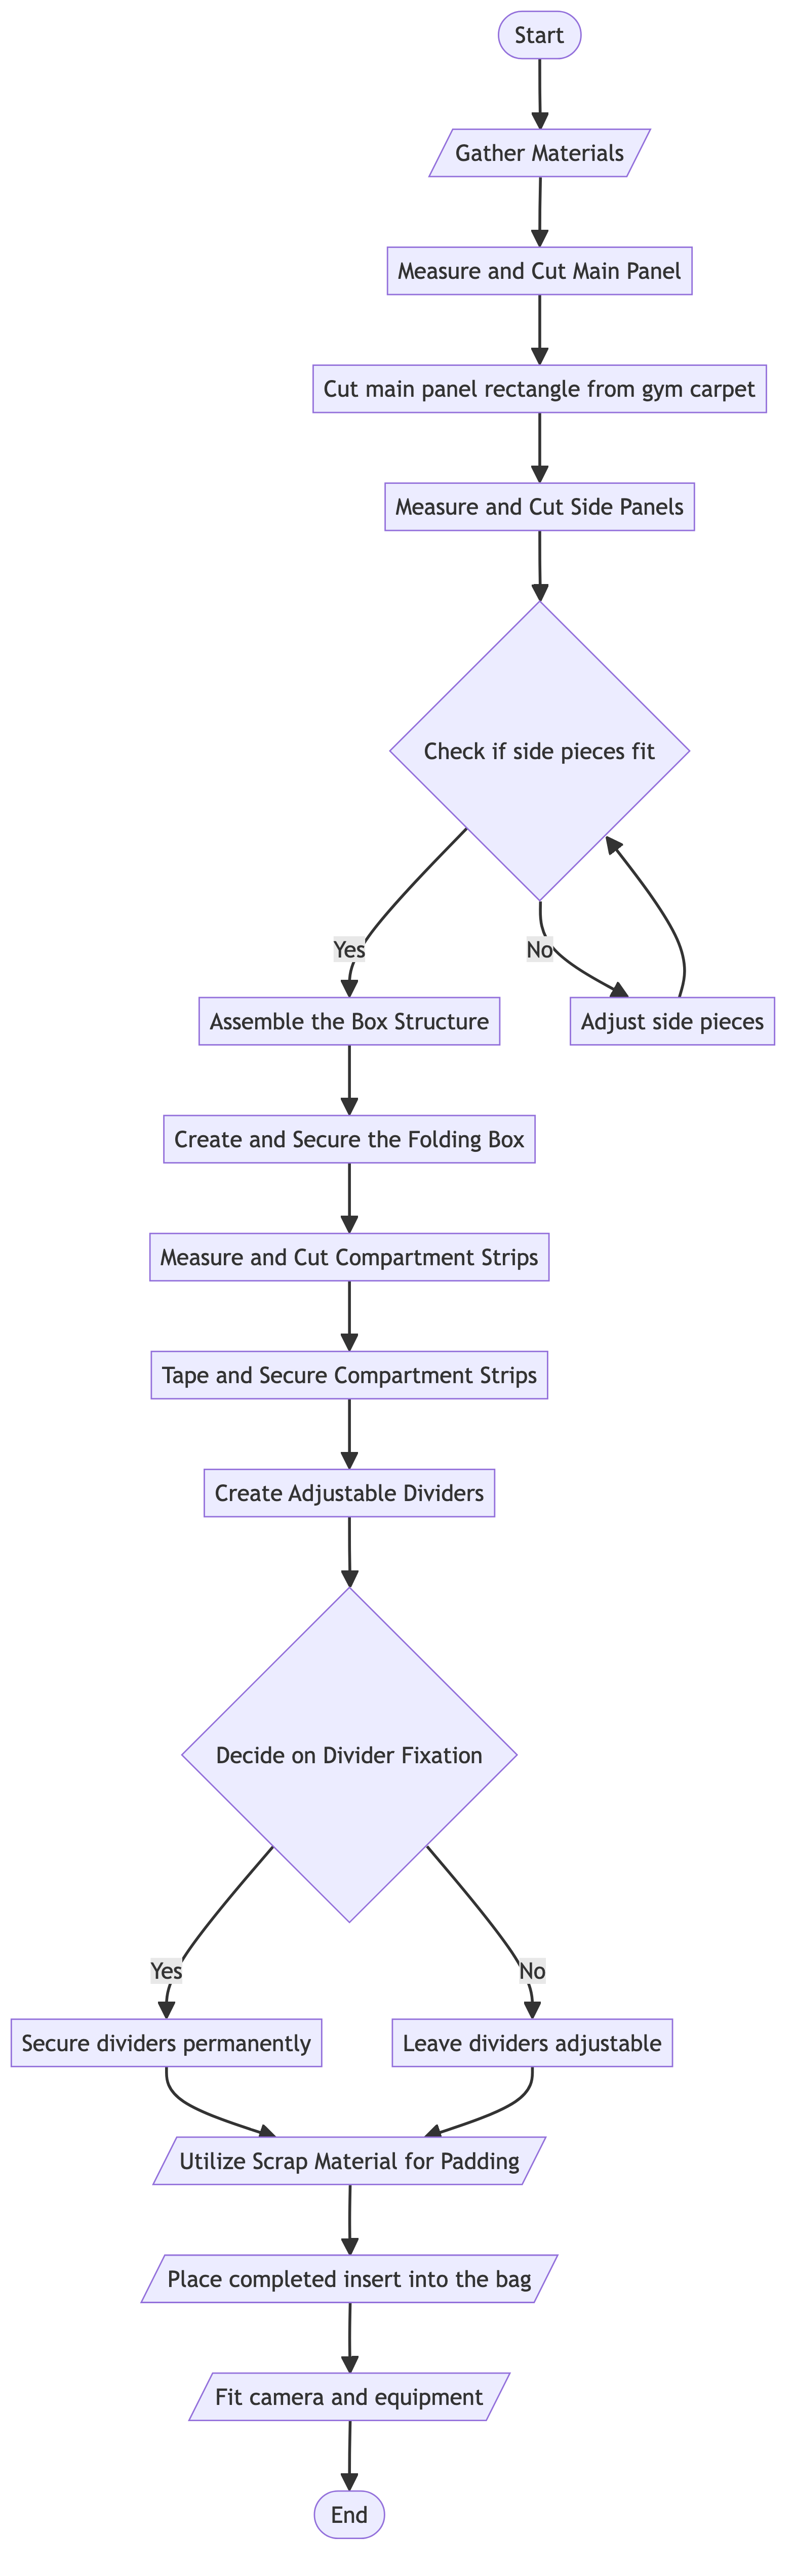 Start
Gather Materials
Measure and Cut Main Panel
Cut main panel rectangle from gym carpet
Measure and Cut Side Panels
Check if side pieces fit
Yes
No
Assemble the Box Structure
Adjust side pieces
Create and Secure the Folding Box
Measure and Cut Compartment Strips
Tape and Secure Compartment Strips
Create Adjustable Dividers
Decide on Divider Fixation
Yes
No
Secure dividers permanently
Leave dividers adjustable
Utilize Scrap Material for Padding
Place completed insert into the bag
Fit camera and equipment
End